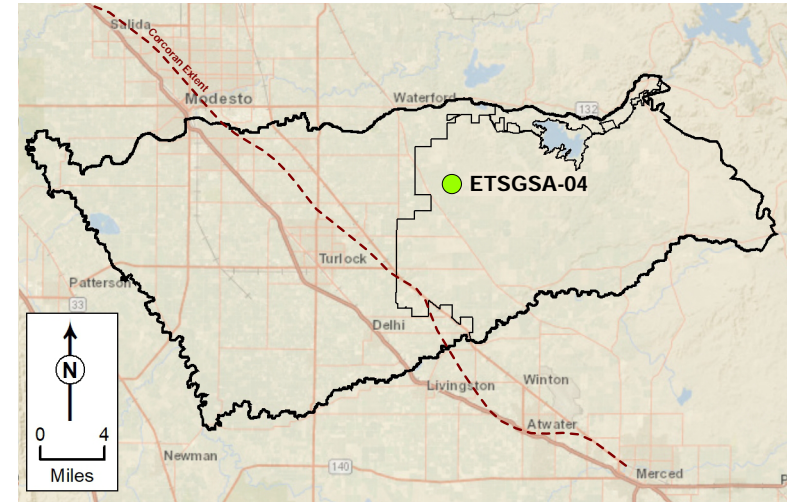 Salida
Corcoran Extent
Modesto
Waterford
132
ETSGSA-04
Turlock
Patterson
33
Delhi
N
0 4
Miles
Livingston
Winton
Atwater
Newman
140
Merced
P